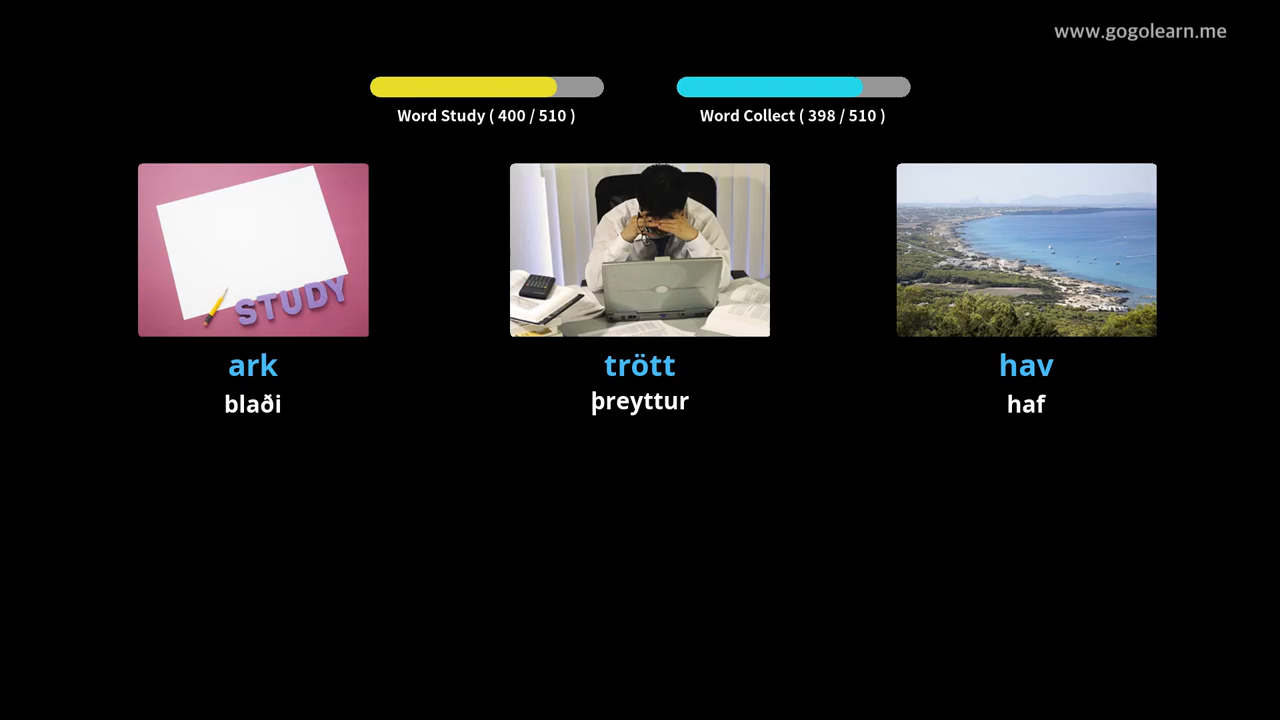 www.gogolearn.me
Word Study ( 400 / 510 )
Word Collect ( 398 / 510 )
STUDY
ark
blaði
trött
þreyttur
hav
haf